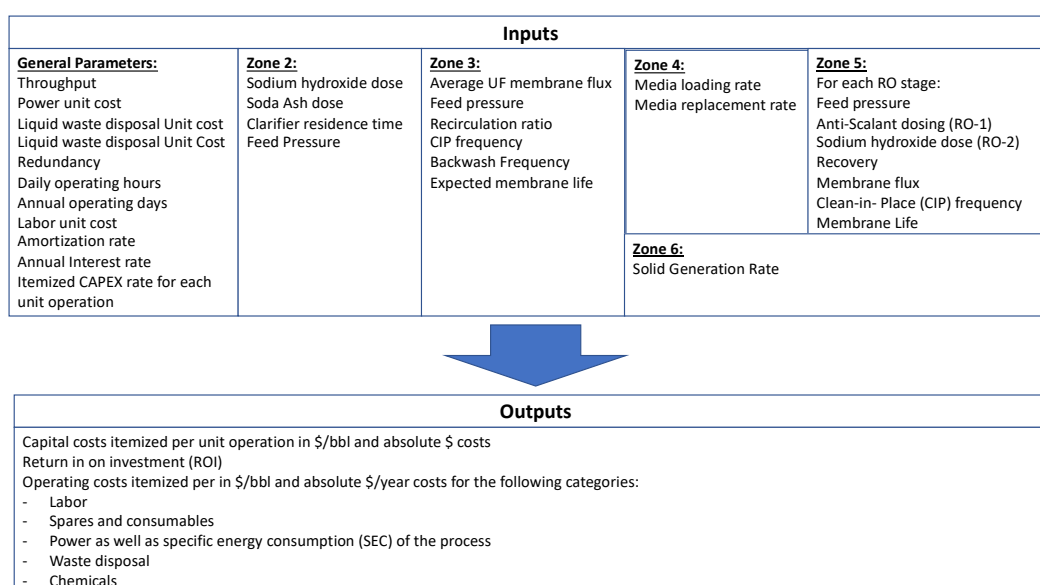 Inputs
General Parameters:
Throughput
Power unit cost
Liquid waste disposal Unit cost
Liquid waste disposal Unit Cost
Redundancy
Daily operating hours
Annual operating days
Labor unit cost
Amortization rate
Annual Interest rate
Itemized CAPEX rate for each
unit operation
Zone 2:
Sodium hydroxide dose
Soda Ash dose
Clarifier residence time
Feed Pressure
Zone 3:
Average UF membrane flux
Feed pressure
Recirculation ratio
CIP frequency
Backwash Frequency
Expected membrane life
Zone 4:
Media loading rate
Media replacement rate
Zone 5:
For each RO stage:
Feed pressure
Anti-Scalant dosing (RO-1)
Sodium hydroxide dose (RO-2)
Recovery
Membrane flux
Clean-in- Place (CIP) frequency
Membrane Life
Zone 6:
Solid Generation Rate
Outputs
Capital costs itemized per unit operation in $/bbl and absolute $ costs
Return in on investment (ROI)
Operating costs itemized per in $/bbl and absolute $/year costs for the following categories:
- Labor
- Spares and consumables
- Power as well as specific energy consumption (SEC) of the process
- Waste disposal
- Chemicals